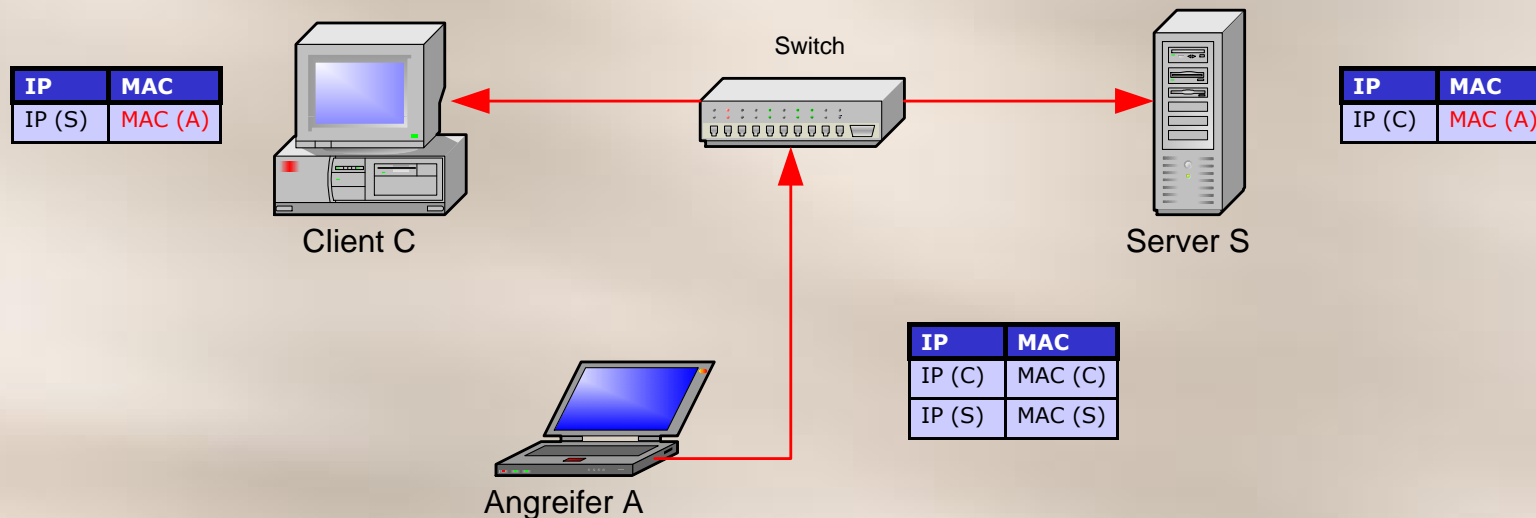 Switch
IP MAC
IP (S) MAC (A)
IP MAC
IP (C) MAC (A)
Client C
Server S
IP MAC
IP (C) MAC (C)
IP (S) MAC (S)
Angreifer A